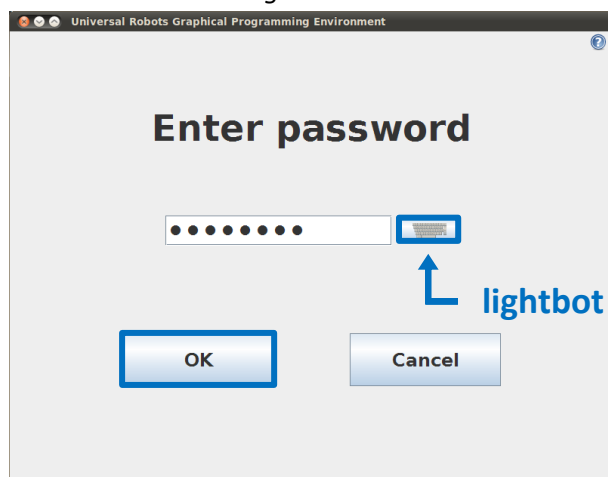 Universal Robots Graphical Programming Environment
Enter password
lightbot
OK
Cancel